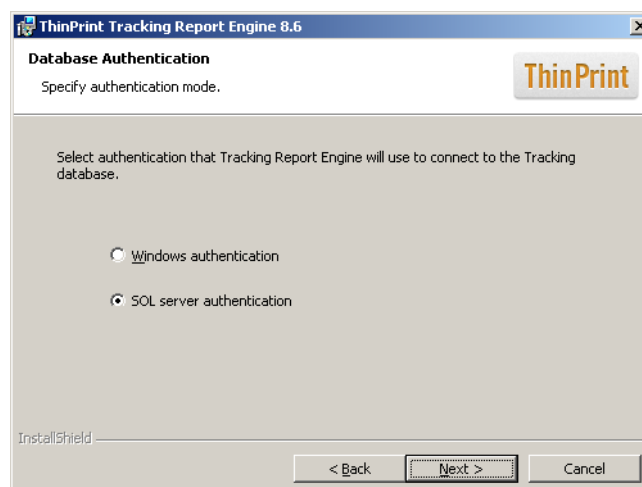 ThinPrint Tracking Report Engine 8.6
Database Authentication
Specify authentication mode.
ThinPrint
Select authentication that Tracking Report Engine will use to connect to the Tracking
database.
Windows authentication
SOL server authentication
InstallShield
< Back
Next >
Cancel